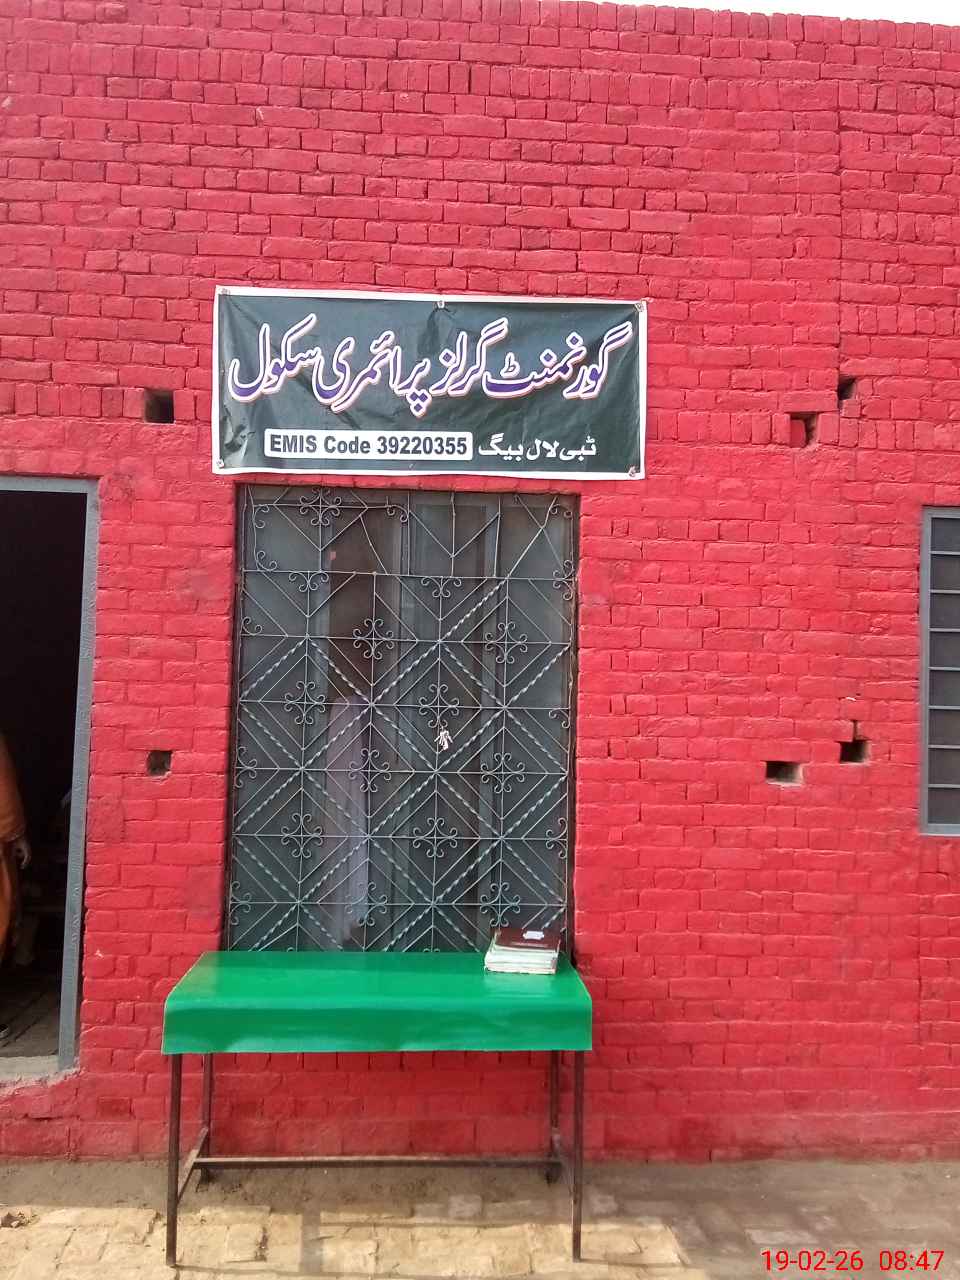 گورنمنٹ گرلز پرائمری سکول
ٹبی لال بیگ EMIS Code 39220355
19-02-26 08:47